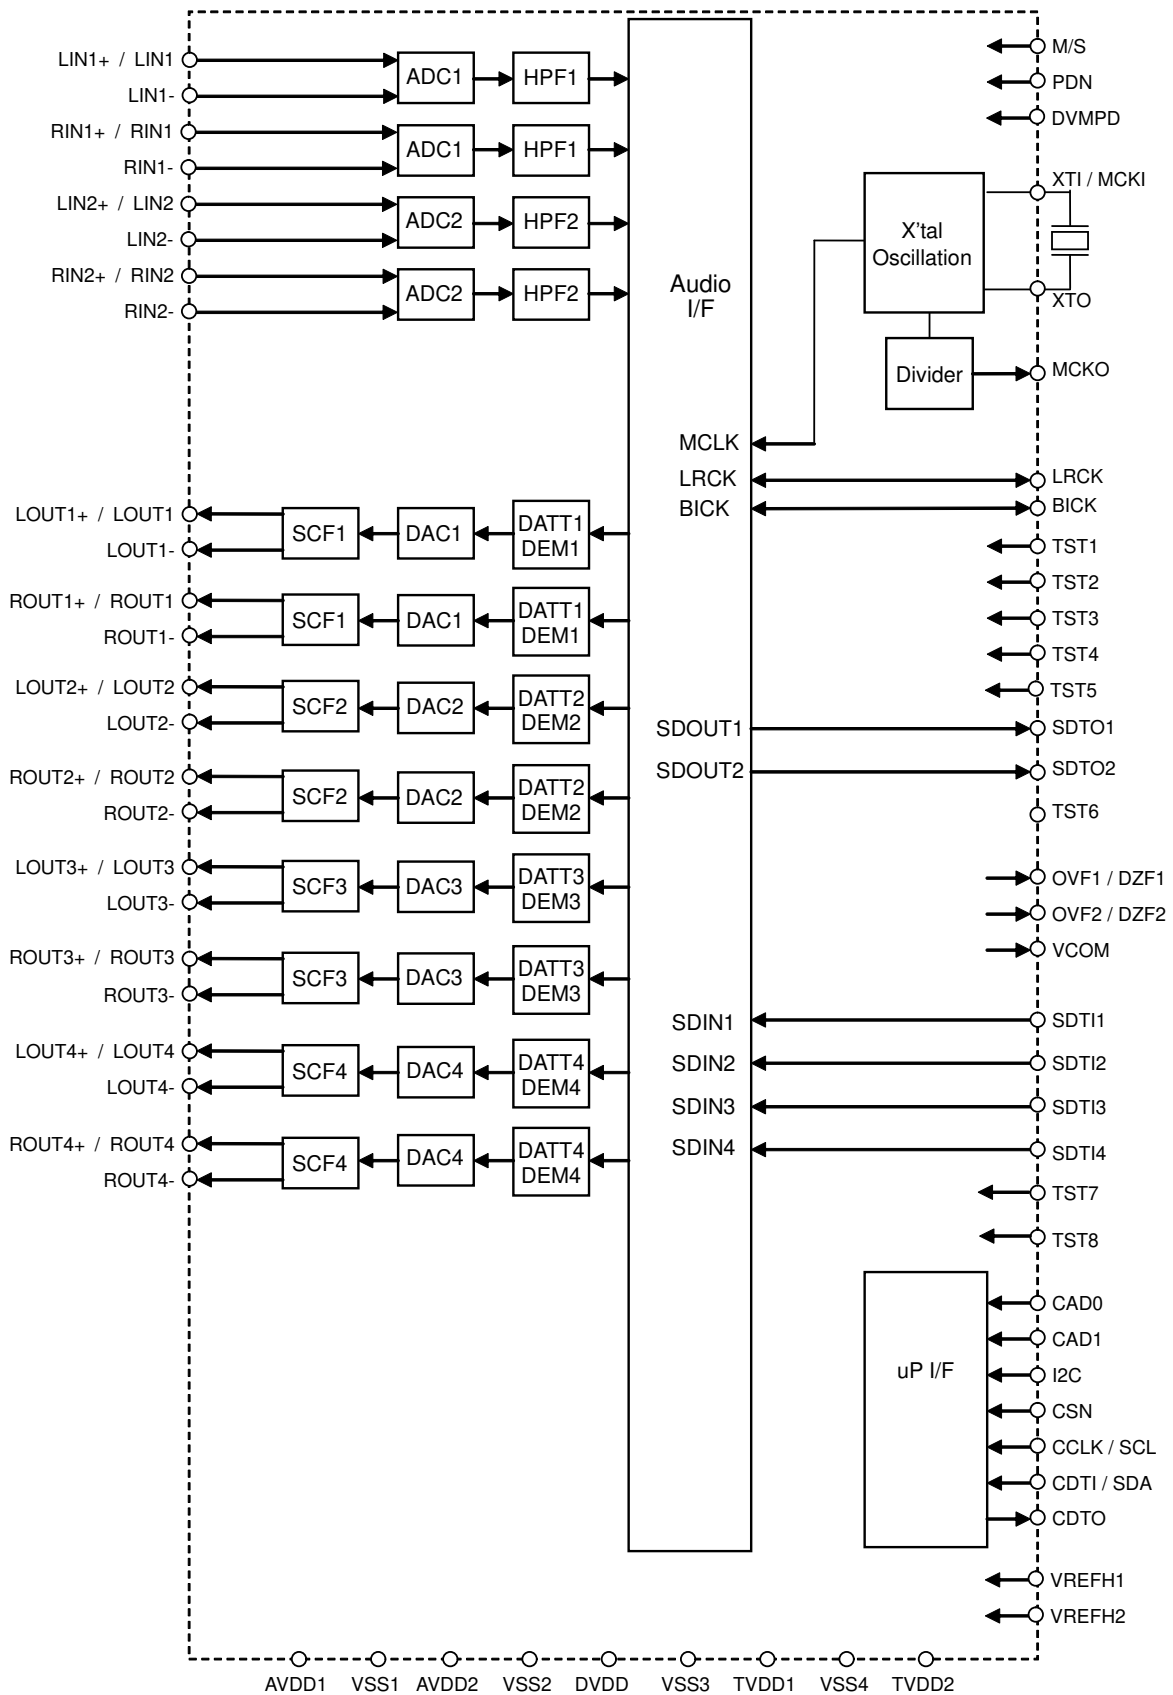 LIN1+ / LIN1
LIN1-
RIN1+ / RIN1
RIN1-
LIN2+ / LIN2
LIN2-
RIN2+ / RIN2
RIN2-
ADC1
HPF1
ADC1
HPF1
ADC2
HPF2
ADC2
HPF2
Audio
I/F
M/S
PDN
DVMPD
XTI / MCKI
X'tal
Oscillation
XTO
Divider
MCKO
MCLK
LRCK
LRCK
BICK
BICK
LOUT1+ / LOUT1
LOUT1-
SCF1
DAC1
DATT1
DEM1
ROUT1+ / ROUT1
ROUT1-
SCF1
DAC1
DATT1
DEM1
LOUT2+ / LOUT2
LOUT2-
SCF2
DAC2
DATT2
DEM2
ROUT2+ / ROUT2
ROUT2-
SCF2
DAC2
DATT2
DEM2
LOUT3+ / LOUT3
LOUT3-
SCF3
DAC3
DATT3
DEM3
ROUT3+ / ROUT3
ROUT3-
SCF3
DAC3
DATT3
DEM3
LOUT4+ / LOUT4
LOUT4-
SCF4
DAC4
DATT4
DEM4
ROUT4+ / ROUT4
ROUT4-
SCF4
DAC4
DATT4
DEM4
TST1
TST2
TST3
TST4
TST5
SDOUT1
SDTO1
SDOUT2
SDTO2
TST6
OVF1 / DZF1
OVF2 / DZF2
VCOM
SDIN1
SDTI1
SDIN2
SDTI2
SDIN3
SDTI3
SDIN4
SDTI4
TST7
TST8
uP I/F
CAD0
CAD1
I2C
CSN
CCLK / SCL
CDTI / SDA
CDTO
VREFH1
VREFH2
AVDD1
VSS1
AVDD2
VSS2
DVDD
VSS3
TVDD1
VSS4
TVDD2